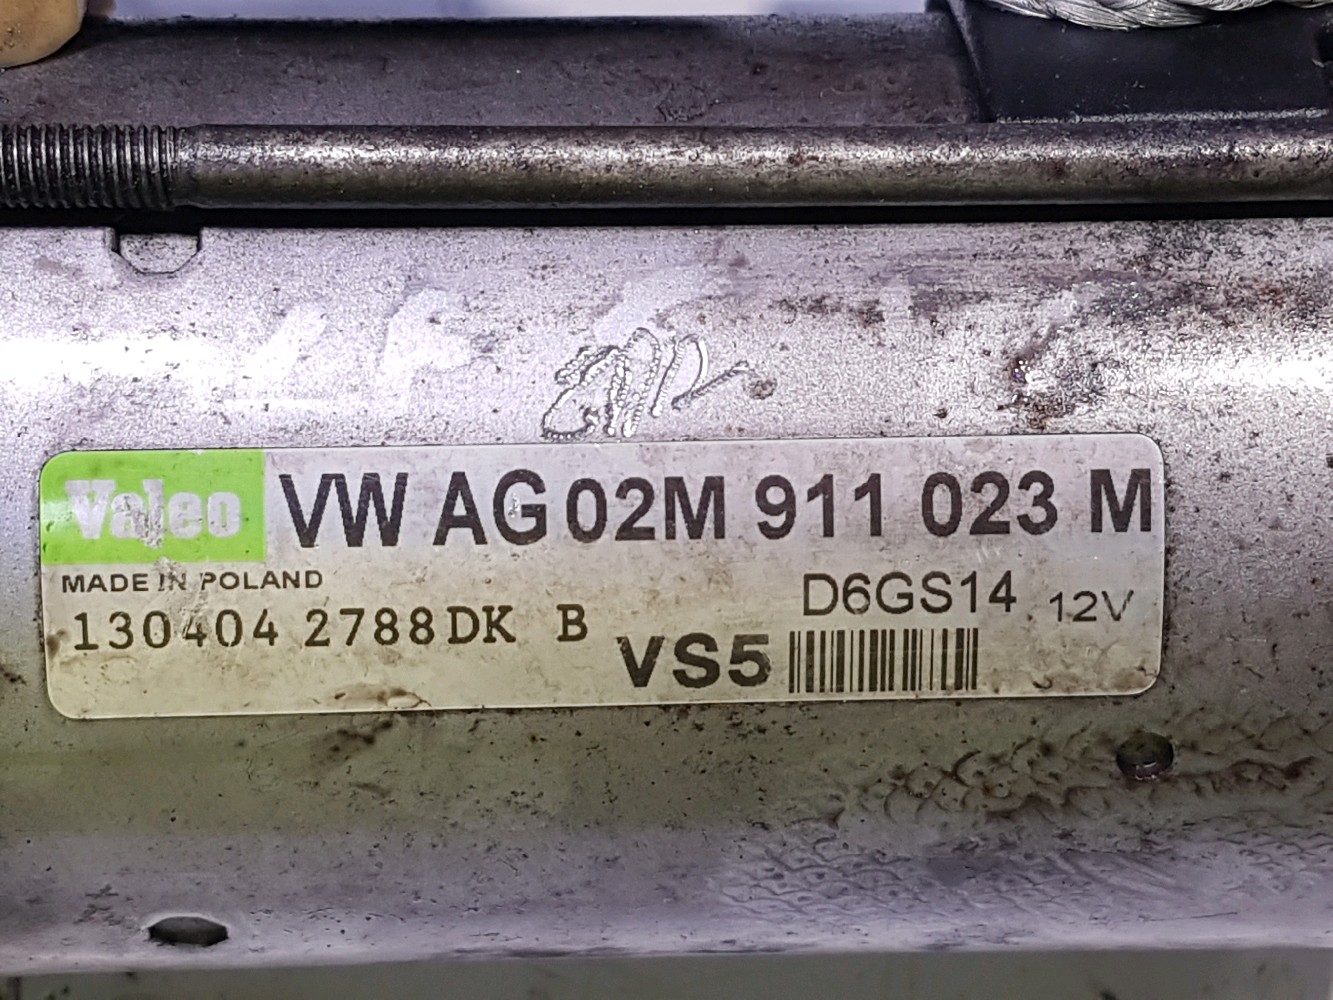 Valeo VW AG 02M 911 023 M
MADE IN POLAND
D6GS14 12V
130404 2788DK B
VS5